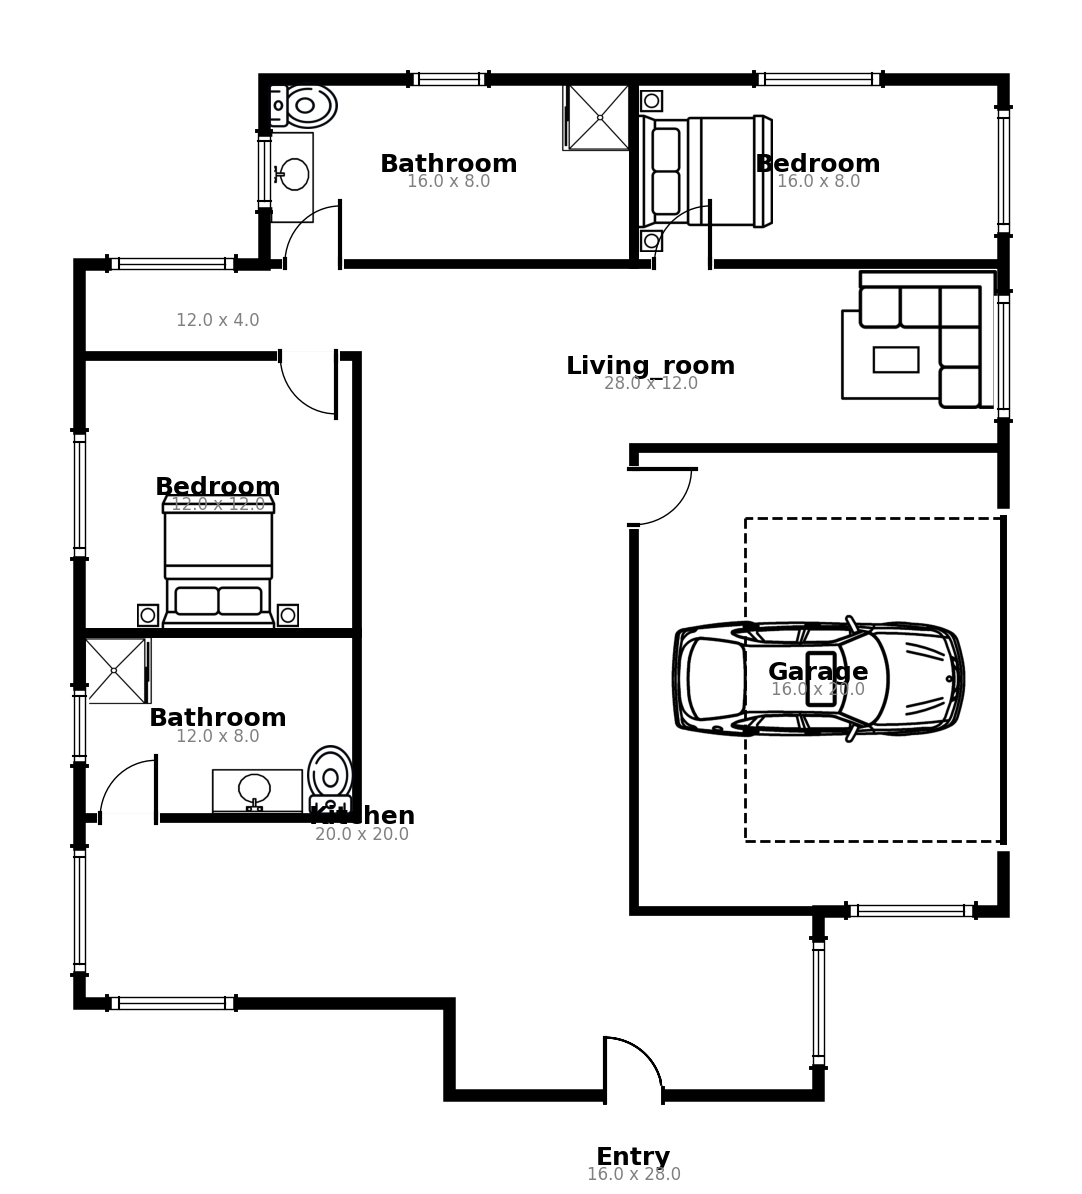 Bathroom
16.0 x 8.0
Bedroom
16.0 x 8.0
12.0 x 4.0
Living_room
28.0 x 12.0
Bedroom
12.0 x 12.0
Garage
16.0 x 20.0
Bathroom
12.0 x 8.0
Kitchen
20.0 x 20.0
Entry
16.0 x 28.0